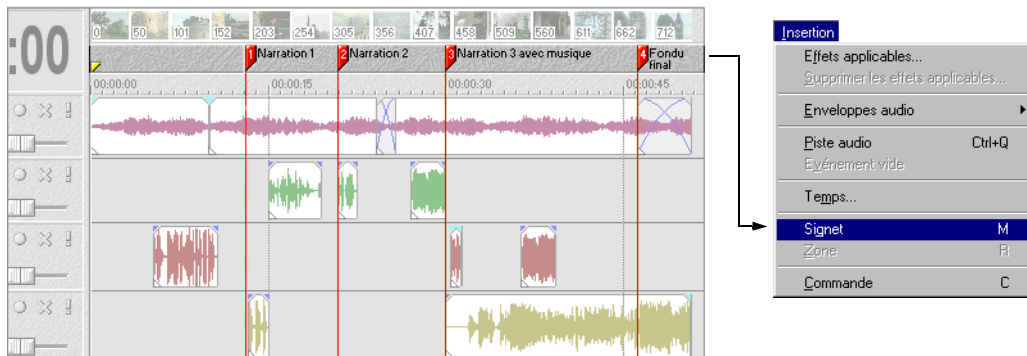 :00
0 50 101 152 203 254 305 356 407 458 509 560 611 662 712
1 Narration 1
2 Narration 2
3 Narration 3 avec musique
4 Fondu
final
00:00:00 00:00:15 00:00:30 00:00:45
Insertion
Effets applicables...
Supprimer les effets applicables...
Enveloppes audio
Piste audio Ctrl+Q
Evénement vide
Temps...
Signet M
Zone R
Commande C